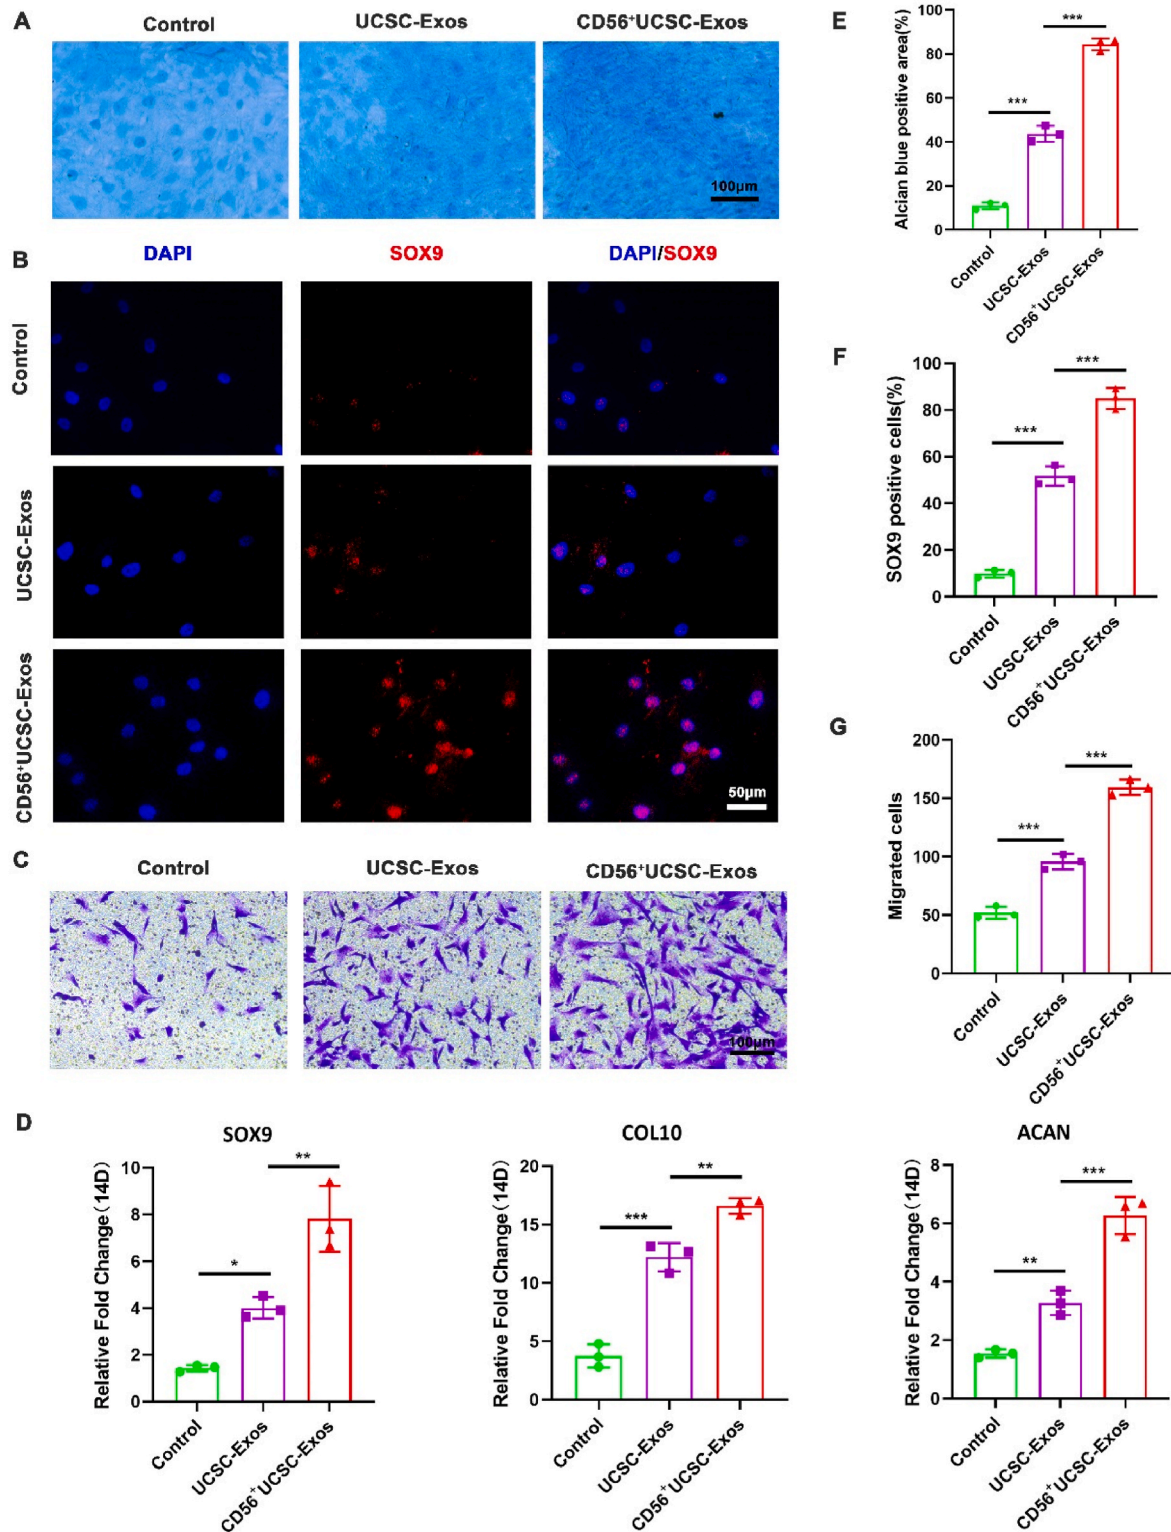 A
Control
UCSC-Exos
CD56⁺UCSC-Exos
100μm
B
DAPI
SOX9
DAPI/SOX9
Control
UCSC-Exos
CD56⁺UCSC-Exos
50μm
C
Control
UCSC-Exos
CD56⁺UCSC-Exos
100μm
D
SOX9
Relative Fold Change(14D)
10
8
6
4
2
0
*
**
Control
UCSC-Exos
CD56⁺UCSC-Exos
COL10
Relative Fold Change(14D)
20
15
10
5
0
***
**
Control
UCSC-Exos
CD56⁺UCSC-Exos
ACAN
Relative Fold Change(14D)
8
6
4
2
0
**
***
Control
UCSC-Exos
CD56⁺UCSC-Exos
E
Alcian blue positive area(%)
100
80
60
40
20
0
***
***
Control
UCSC-Exos
CD56⁺UCSC-Exos
F
SOX9 positive cells(%)
100
80
60
40
20
0
***
***
Control
UCSC-Exos
CD56⁺UCSC-Exos
G
Migrated cells
200
150
100
50
0
***
***
Control
UCSC-Exos
CD56⁺UCSC-Exos